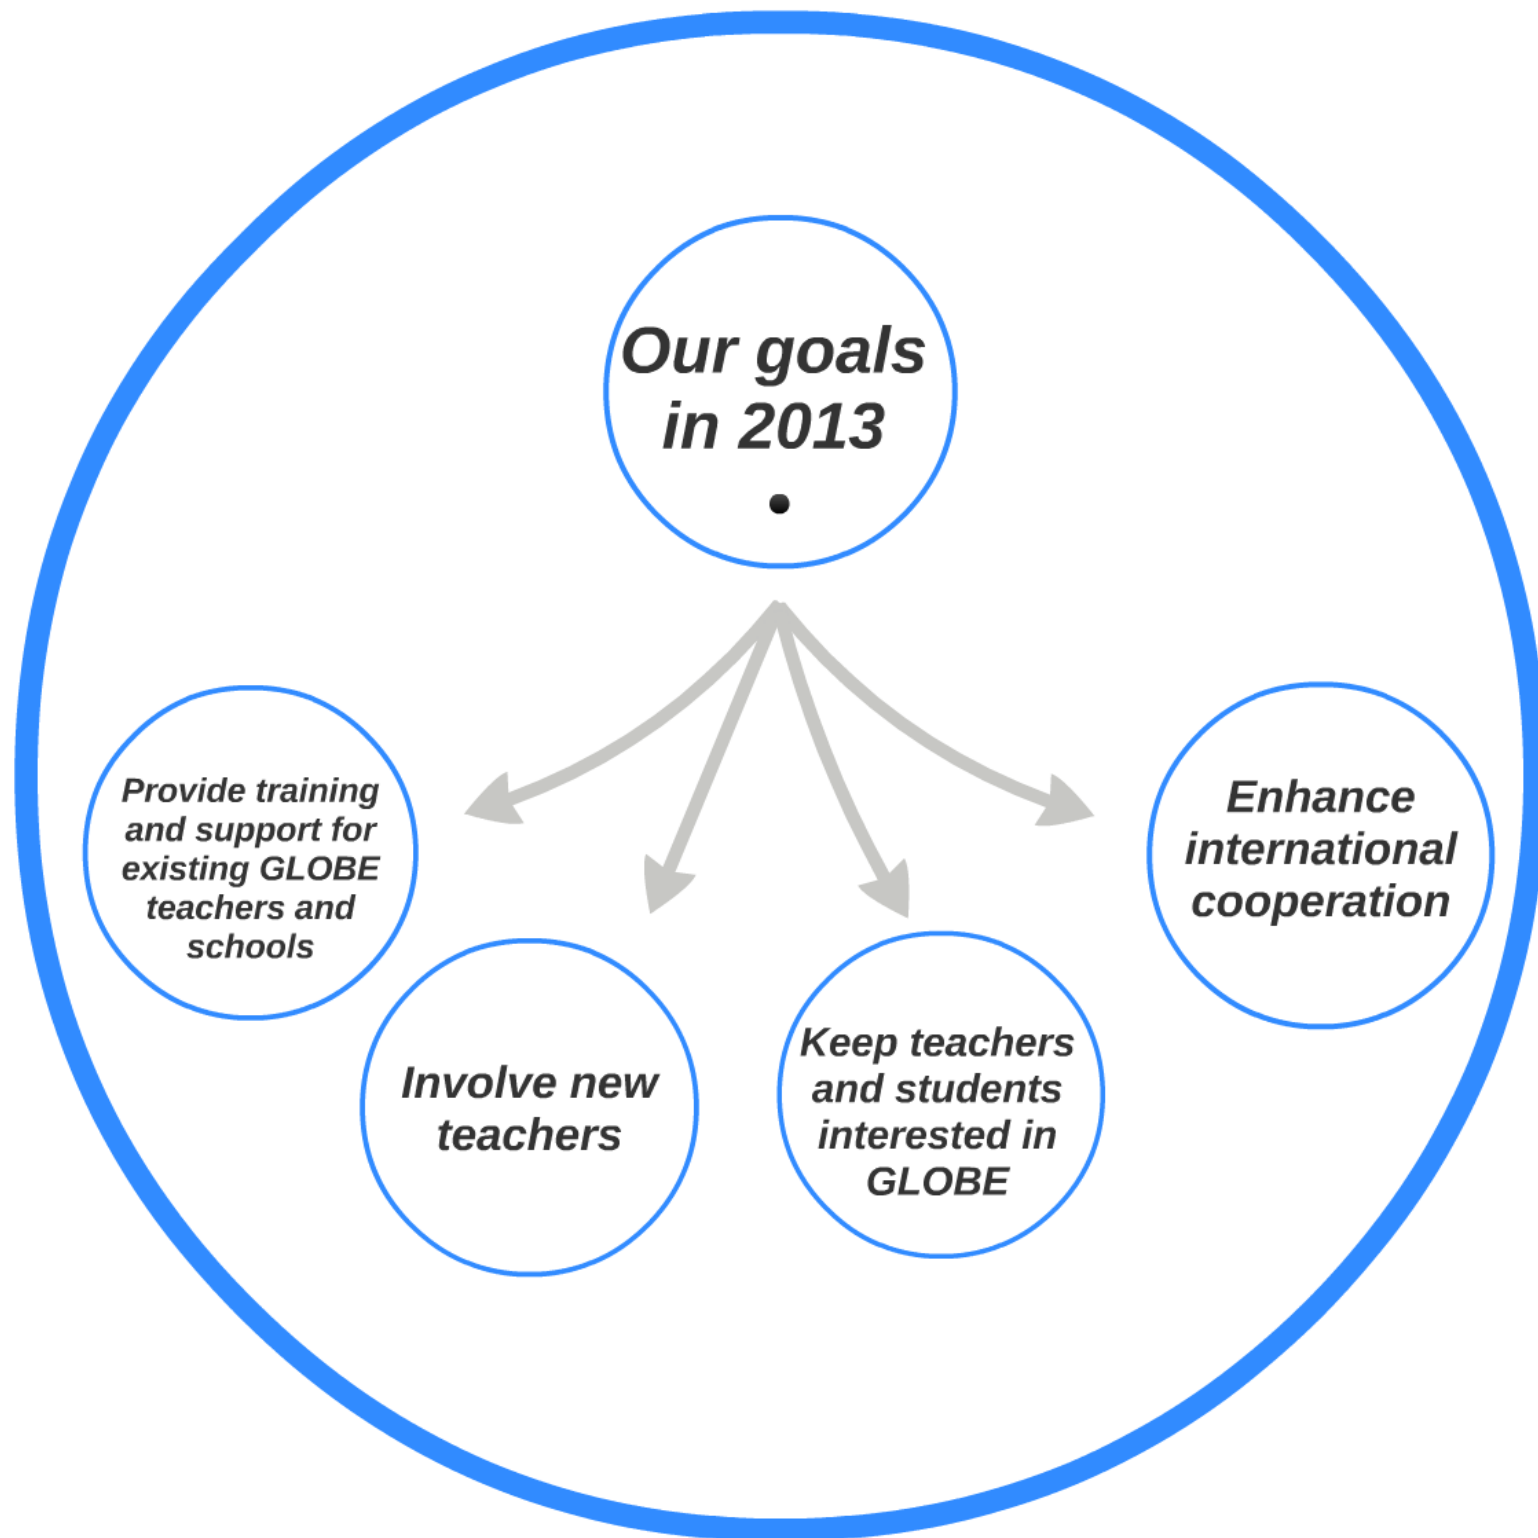 Our goals
in 2013
Provide training
and support for
existing GLOBE
teachers and
schools
Involve new
teachers
Keep teachers
and students
interested in
GLOBE
Enhance
international
cooperation